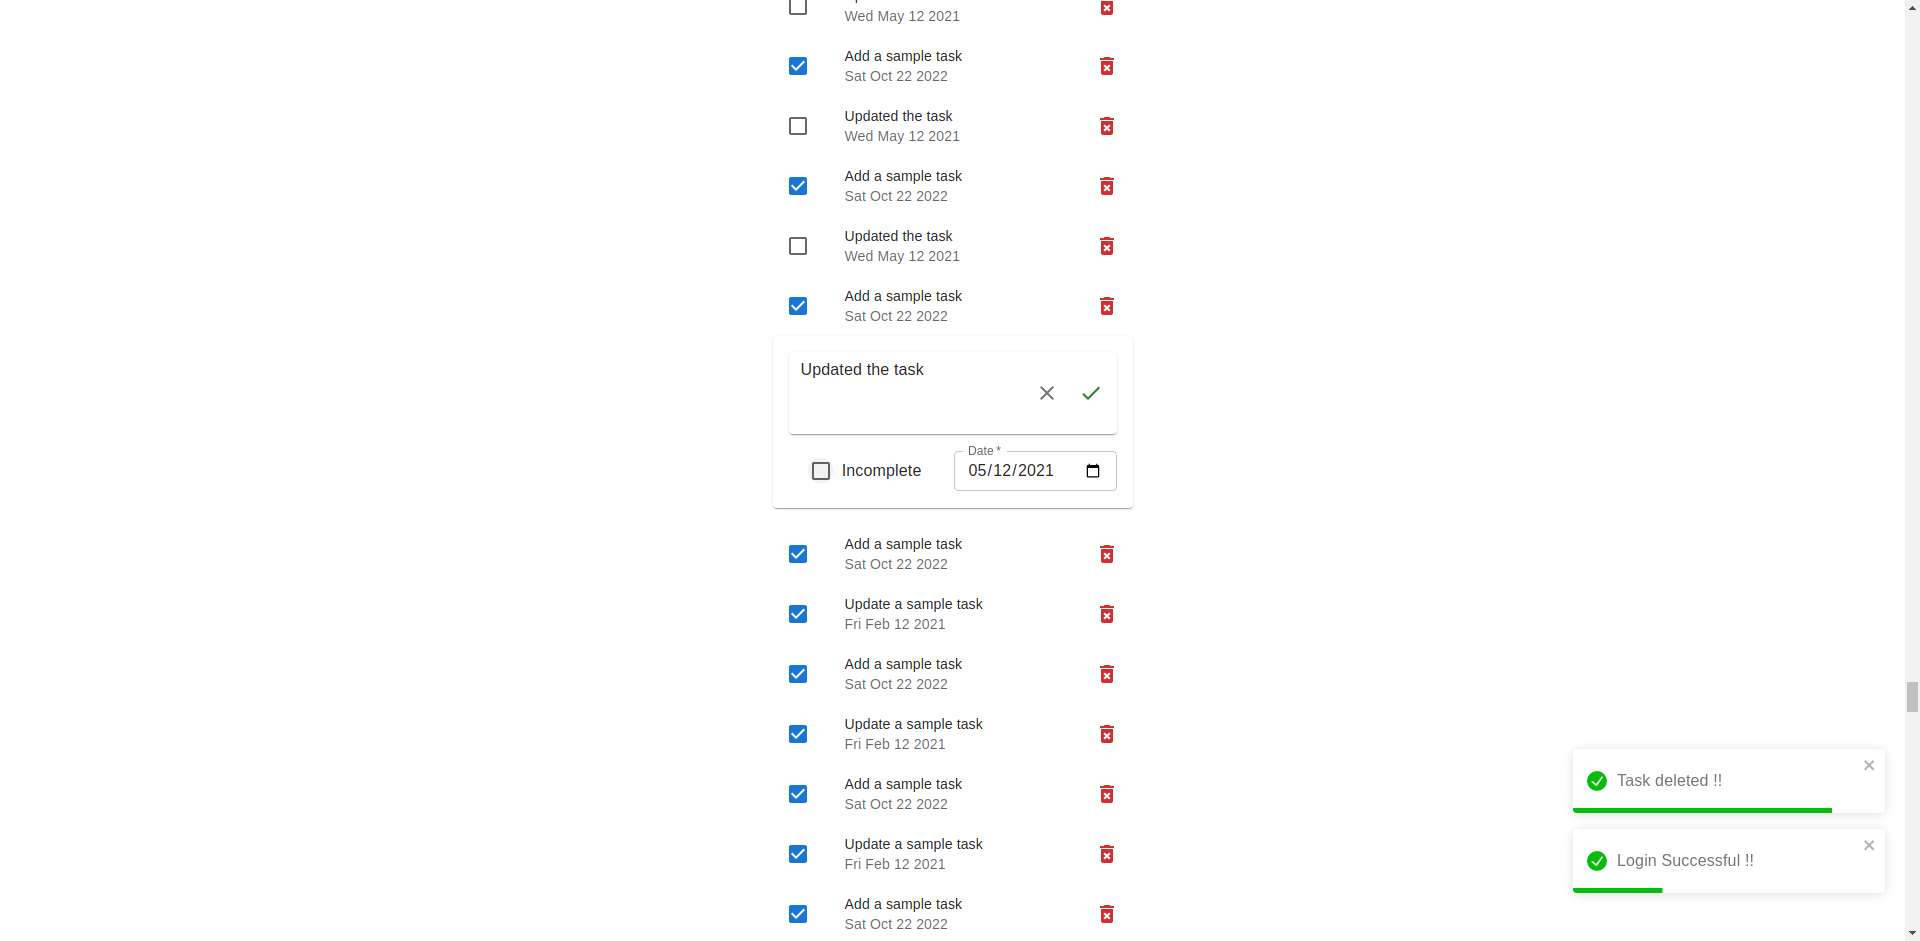 Wed May 12 2021
Add a sample task
Sat Oct 22 2022
Updated the task
Wed May 12 2021
Add a sample task
Sat Oct 22 2022
Updated the task
Wed May 12 2021
Add a sample task
Sat Oct 22 2022
Updated the task
Date *
Incomplete
05/12/2021
Add a sample task
Sat Oct 22 2022
Update a sample task
Fri Feb 12 2021
Add a sample task
Sat Oct 22 2022
Update a sample task
Fri Feb 12 2021
Add a sample task
Sat Oct 22 2022
Update a sample task
Fri Feb 12 2021
Add a sample task
Sat Oct 22 2022
Task deleted !!
Login Successful !!